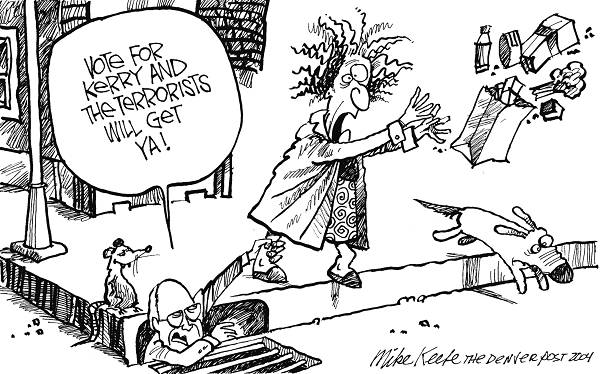 VOTE FOR
KERRY AND
THE TERRORISTS
WILL GET
YA!
Mike Keefe THE DENVER POST 2004